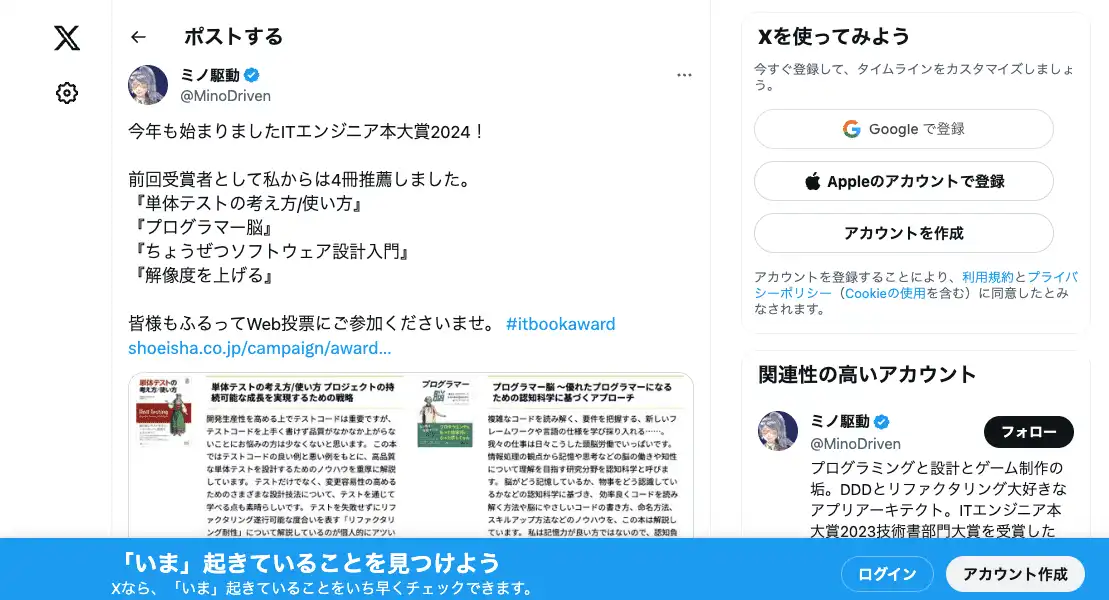 ポストする
ミノ駆動
@MinoDriven
今年も始まりましたITエンジニア本大賞2024！
前回受賞者として私からは4冊推薦しました。
『単体テストの考え方/使い方』
『プログラマー脳』
『ちょうぜつソフトウェア設計入門』
『解像度を上げる』
皆様もふるってWeb投票にご参加くださいませ。 #itbookaward
shoeisha.co.jp/campaign/award…
単体テストの
考え方/使い方
単体テストの考え方/使い方 プロジェクトの持
続可能な成長を実現するための戦略
開発生産性を高める上でテストコードは重要ですが、
テストコードを上手く書けず品質がなかなか上がらな
いことにお悩みの方は少なくないと思います。 この本
ではテストコードの良い例と悪い例をもとに、高品質
な単体テストを設計するためのノウハウを重厚に解説
しています。 テストだけでなく、変更容易性の高める
ためのさまざまな設計技法について、テストを通じて
学べる点も素晴らしいです。 テストを失敗せずにリフ
ァクタリング遂行可能な度合いを表す「リファクタリ
ング耐性」について解説しているのが個人的にアツい
プログラマー
脳
プログラマー脳 ～優れたプログラマーになる
ための認知科学に基づくアプローチ
複雑なコードを読み解く、要件を把握する、新しいフ
レームワークや言語の仕様を学び採り入れる……。
我々の仕事は日々こうした頭脳労働でいっぱいです。
情報処理の観点から記憶や思考などの脳の働きや知性
について理解を目指す研究分野を認知科学と呼びま
す。 脳がどう記憶しているか、物事をどう認識してい
るかなどの認知科学に基づき、 効率良くコードを読み
解く方法や脳にやさしいコードの書き方、命名方法、
スキルアップ方法などのノウハウを、この本は解説し
ています。 私は記憶力が良い方ではないので、認知負
Xを使ってみよう
今すぐ登録して、タイムラインをカスタマイズしましょ
う。
Google で登録
Appleのアカウントで登録
アカウントを作成
アカウントを登録することにより、利用規約とプライバ
シーポリシー（Cookieの使用を含む）に同意したとみ
なされます。
関連性の高いアカウント
ミノ駆動
@MinoDriven
フォロー
プログラミングと設計とゲーム制作の
垢。DDDとリファクタリング大好きな
アプリアーキテクト。ITエンジニア本
大賞2023技術書部門大賞を受賞した
「いま」起きていることを見つけよう
Xなら、「いま」起きていることをいち早くチェックできます。
ログイン
アカウント作成